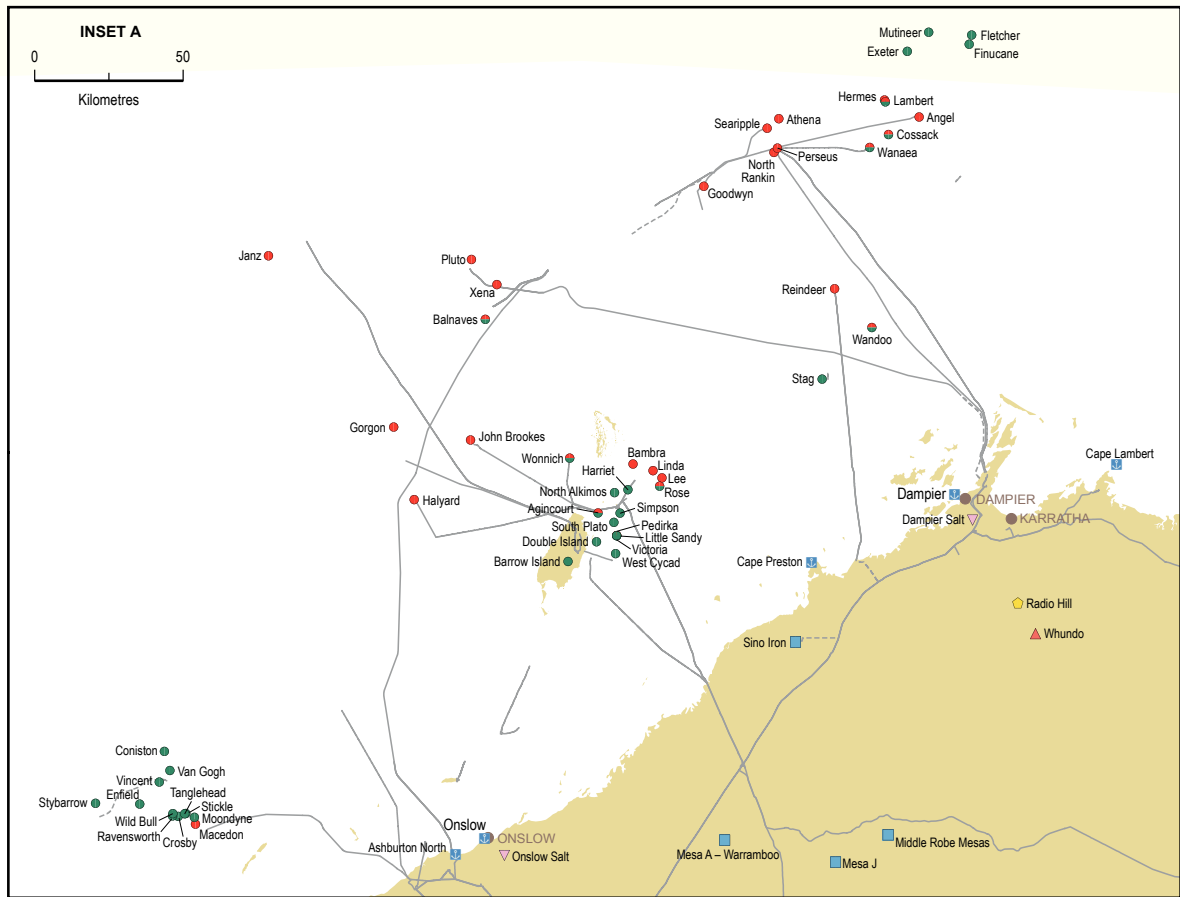 INSET A
0 50
Kilometres
Mutineer
Fletcher
Exeter
Finucane
Hermes
Lambert
Angel
Athena
Searipple
Cossack
Perseus
Wanaea
North
Rankin
Goodwyn
Janz
Pluto
Xena
Reindeer
Balnaves
Wandoo
Stag
Gorgon
John Brookes
Wonnich
Bambra
Harriet
Linda
Lee
Rose
Cape Lambert
Halyard
North Alkimos
Agincourt
Simpson
South Plato
Pedirka
Little Sandy
Double Island
Victoria
Barrow Island
West Cycad
Dampier
DAMPIER
Dampier Salt
KARRATHA
Cape Preston
Radio Hill
Whundo
Sino Iron
Coniston
Van Gogh
Vincent
Enfield
Tanglehead
Stybarrow
Stickle
Wild Bull
Moondyne
Ravensworth
Macedon
Crosby
Onslow
ONSLOW
Ashburton North
Onslow Salt
Mesa A – Warramboo
Middle Robe Mesas
Mesa J